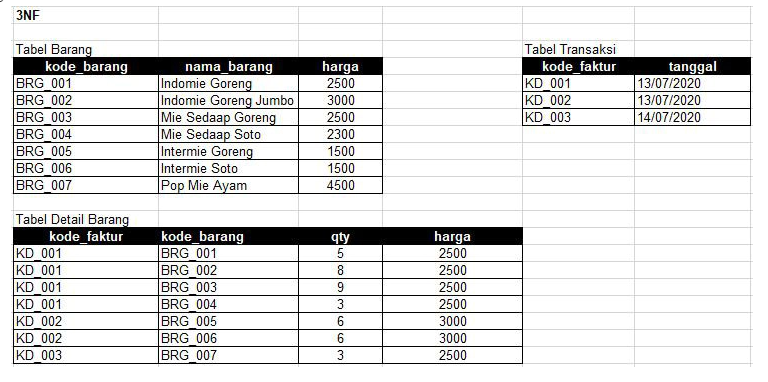 3NF
Tabel Barang
kode_barang nama_barang harga
BRG_001 Indomie Goreng 2500
BRG_002 Indomie Goreng Jumbo 3000
BRG_003 Mie Sedaap Goreng 2500
BRG_004 Mie Sedaap Soto 2300
BRG_005 Intermie Goreng 1500
BRG_006 Intermie Soto 1500
BRG_007 Pop Mie Ayam 4500
Tabel Transaksi
kode_faktur tanggal
KD_001 13/07/2020
KD_002 13/07/2020
KD_003 14/07/2020
Tabel Detail Barang
kode_faktur kode_barang qty harga
KD_001 BRG_001 5 2500
KD_001 BRG_002 8 2500
KD_001 BRG_003 9 2500
KD_001 BRG_004 3 2500
KD_002 BRG_005 6 3000
KD_002 BRG_006 6 3000
KD_003 BRG_007 3 2500